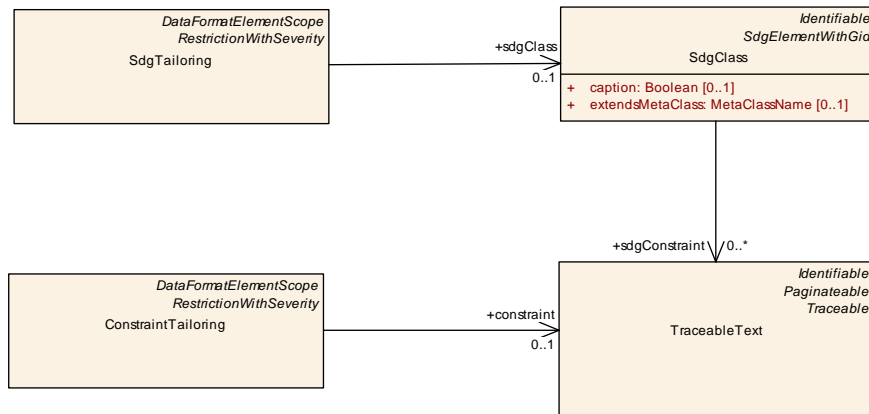 DataFormatElementScope
RestrictionWithSeverity
SdgTailoring
+sdgClass
0..1
Identifiable
SdgElementWithGid
SdgClass
+ caption: Boolean [0..1]
+ extendsMetaClass: MetaClassName [0..1]
+sdgConstraint
0..*
DataFormatElementScope
RestrictionWithSeverity
ConstraintTailoring
+constraint
0..1
Identifiable
Paginateable
Traceable
TraceableText